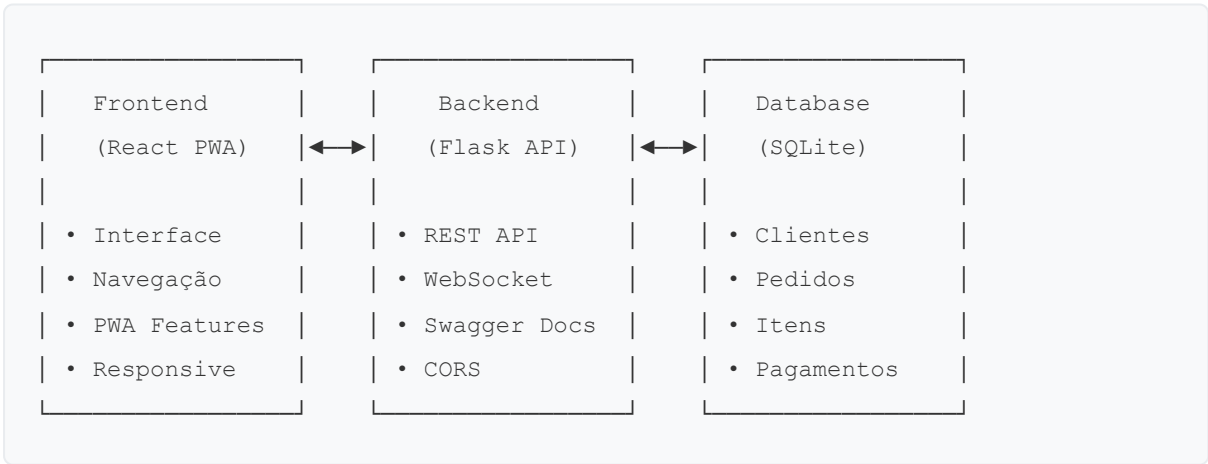 Frontend Backend Database
(React PWA) (Flask API) (SQLite)
• Interface • REST API • Clientes
• Navegação • WebSocket • Pedidos
• PWA Features • Swagger Docs • Itens
• Responsive • CORS • Pagamentos